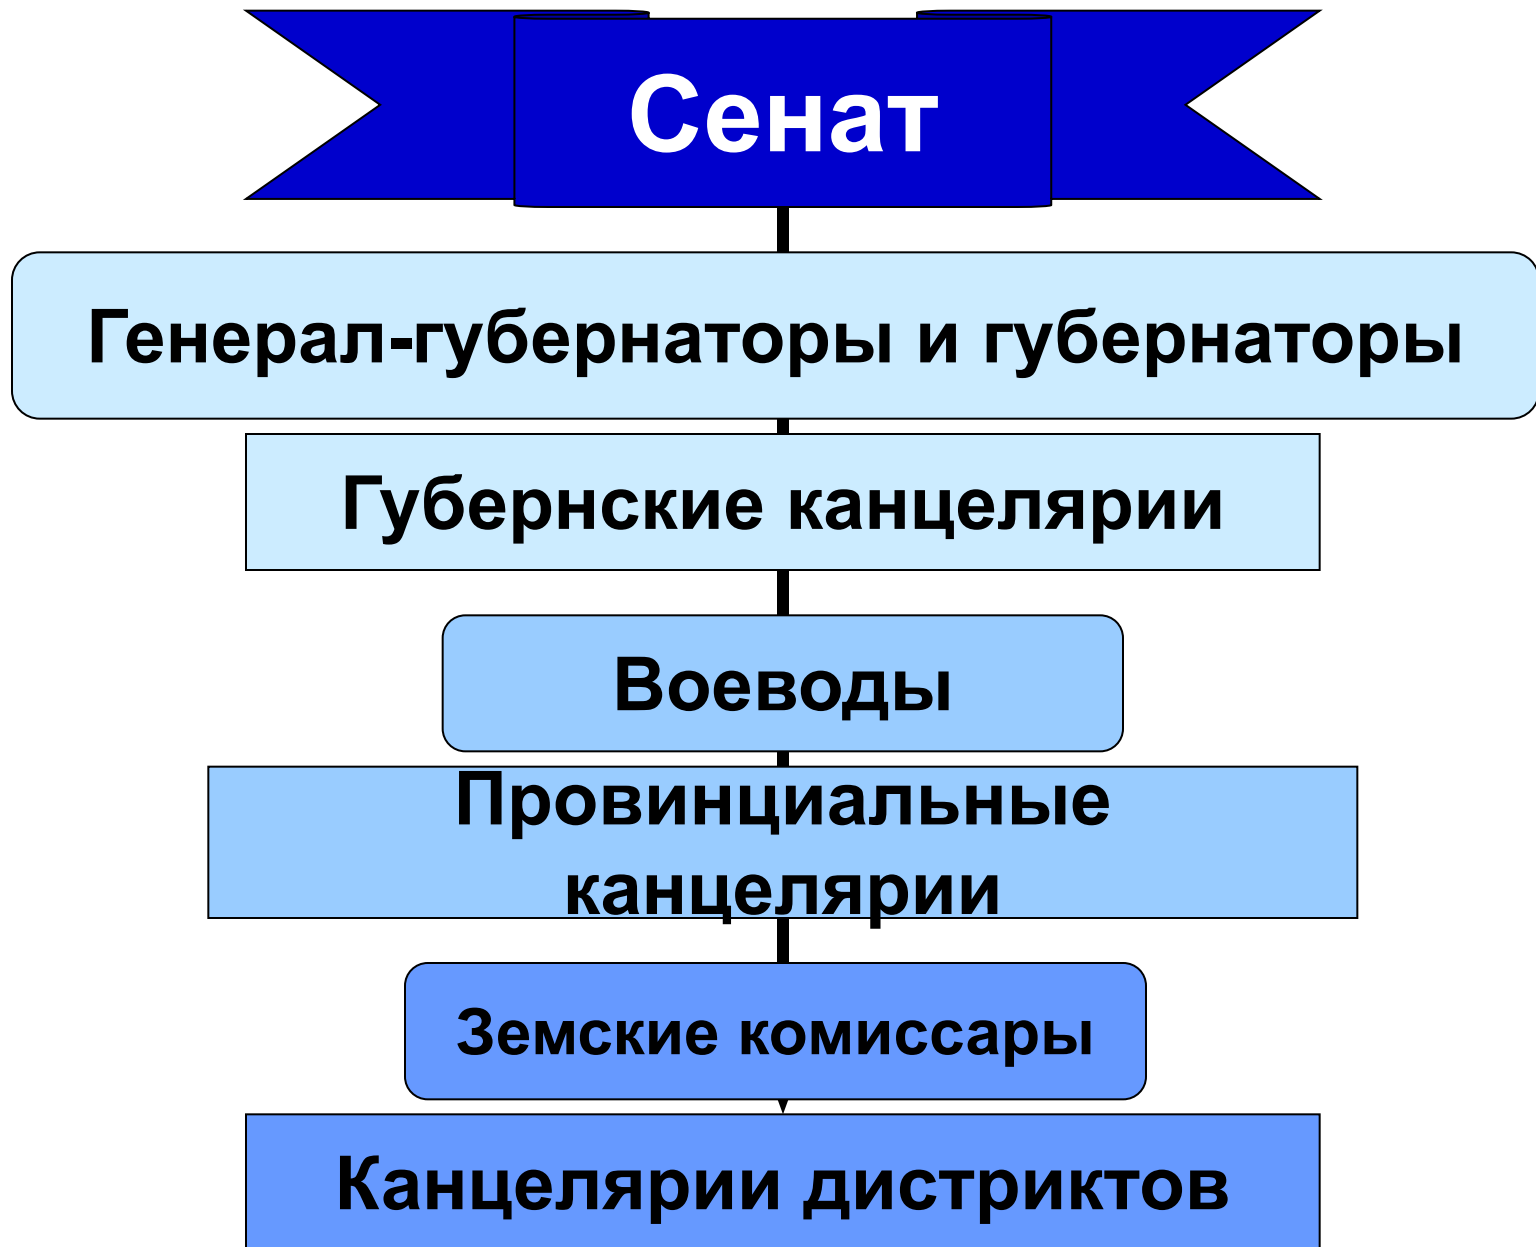 Сенат
Генерал-губернаторы и губернаторы
Губернские канцелярии
Воеводы
Провинциальные
канцелярии
Земские комиссары
Канцелярии дистриктов